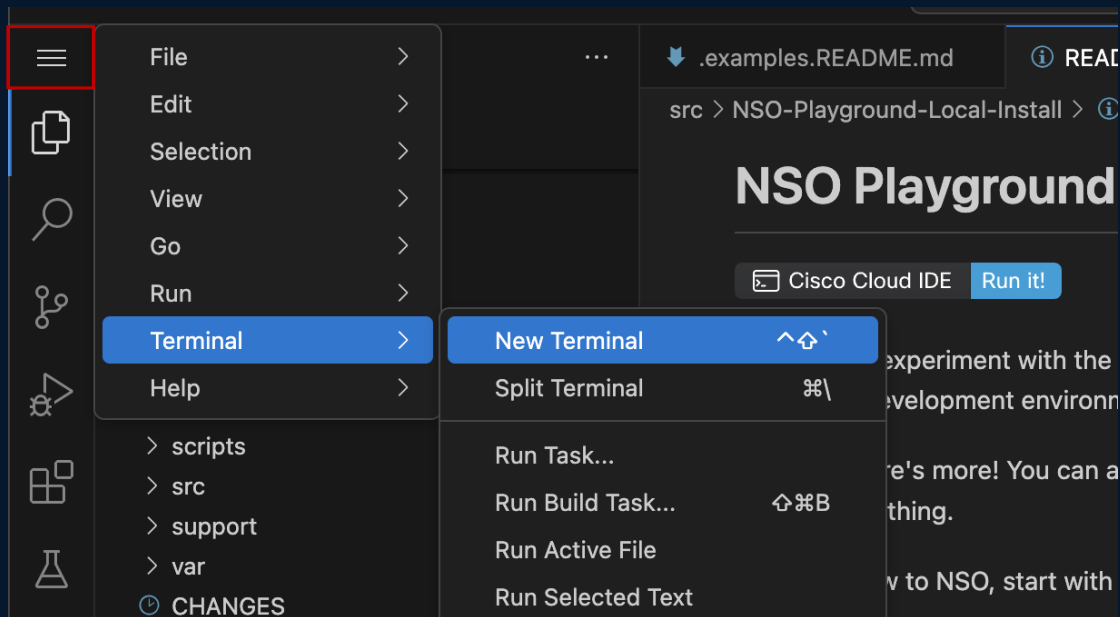 File
Edit
Selection
View
Go
Run
Terminal
Help
New Terminal ^⇧`
Split Terminal ⌘\
Run Task...
Run Build Task... ⇧⌘B
Run Active File
Run Selected Text
scripts
src
support
var
CHANGES
...
.examples.README.md
READ
src > NSO-Playground-Local-Install >
NSO Playground
Cisco Cloud IDE Run it!
experiment with the
evelopment environm
re's more! You can a
thing.
w to NSO, start with